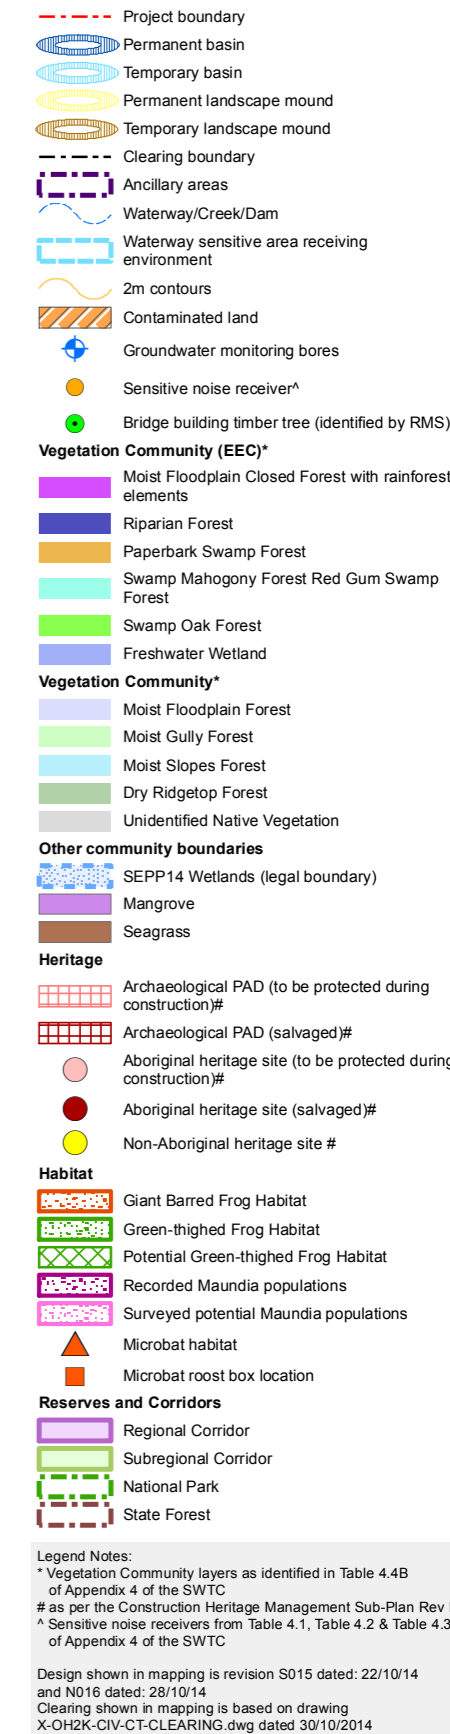 Project boundary
Permanent basin
Temporary basin
Permanent landscape mound
Temporary landscape mound
Clearing boundary
Ancillary areas
Waterway/Creek/Dam
Waterway sensitive area receiving
environment
2m contours
Contaminated land
Groundwater monitoring bores
Sensitive noise receiver^
Bridge building timber tree (identified by RMS)
Vegetation Community (EEC)*
Moist Floodplain Closed Forest with rainforest
elements
Riparian Forest
Paperbark Swamp Forest
Swamp Mahogony Forest Red Gum Swamp
Forest
Swamp Oak Forest
Freshwater Wetland
Vegetation Community*
Moist Floodplain Forest
Moist Gully Forest
Moist Slopes Forest
Dry Ridgetop Forest
Unidentified Native Vegetation
Other community boundaries
SEPP14 Wetlands (legal boundary)
Mangrove
Seagrass
Heritage
Archaeological PAD (to be protected during
construction)#
Archaeological PAD (salvaged)#
Aboriginal heritage site (to be protected during
construction)#
Aboriginal heritage site (salvaged)#
Non-Aboriginal heritage site #
Habitat
Giant Barred Frog Habitat
Green-thighed Frog Habitat
Potential Green-thighed Frog Habitat
Recorded Maundia populations
Surveyed potential Maundia populations
Microbat habitat
Microbat roost box location
Reserves and Corridors
Regional Corridor
Subregional Corridor
National Park
State Forest
Legend Notes:
* Vegetation Community layers as identified in Table 4.4B
of Appendix 4 of the SWTC
# as per the Construction Heritage Management Sub-Plan Rev
^ Sensitive noise receivers from Table 4.1, Table 4.2 & Table 4.3
of Appendix 4 of the SWTC
Design shown in mapping is revision S015 dated: 22/10/14
and N016 dated: 28/10/14
Clearing shown in mapping is based on drawing
X-OH2K-CIV-CT-CLEARING.dwg dated 30/10/2014